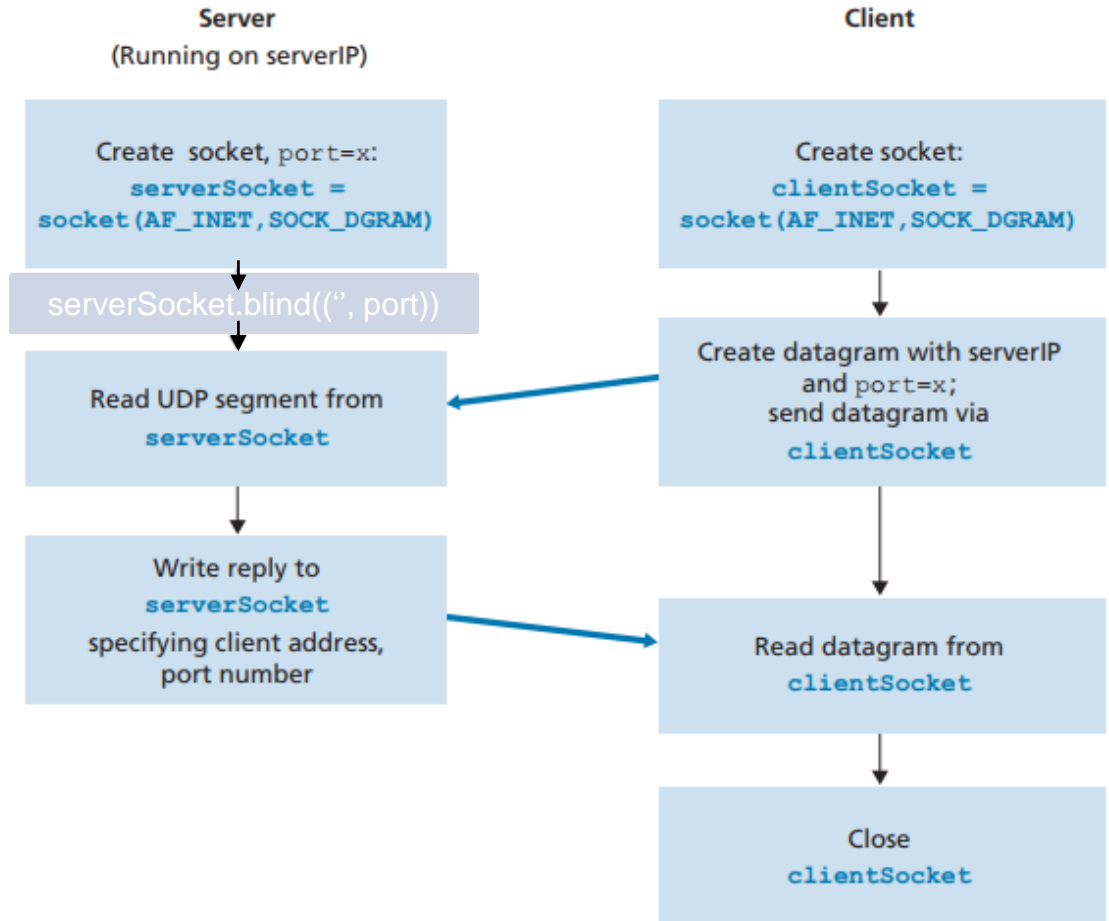 Server
(Running on serverIP)
Create socket, port=x:
serverSocket =
socket(AF_INET,SOCK_DGRAM)
serverSocket.blind((‘’, port))
Read UDP segment from
serverSocket
Write reply to
serverSocket
specifying client address,
port number
Client
Create socket:
clientSocket =
socket(AF_INET,SOCK_DGRAM)
Create datagram with serverIP
and port=x;
send datagram via
clientSocket
Read datagram from
clientSocket
Close
clientSocket